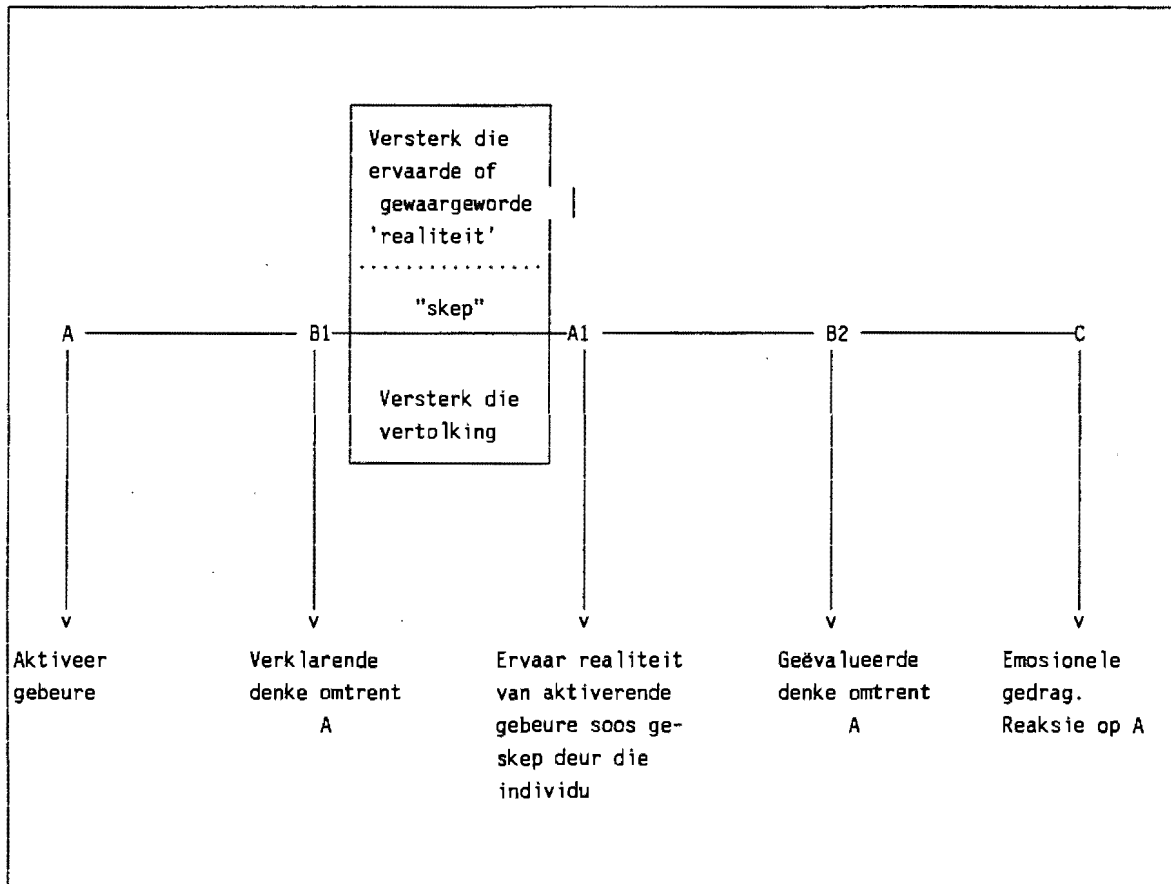 Versterk die
ervaarde of
gewaargeworde
'realiteit'
"skep"
A B1 A1 B2 C
Versterk die
vertolking
v v v v v
Aktiveer
gebeure
Verklarende
denke omtrent
A
Ervaar realiteit
van aktiverende
gebeure soos ge-
skep deur die
individu
Geëvalueerde
denke omtrent
A
Emosionele
gedrag.
Reaksie op A